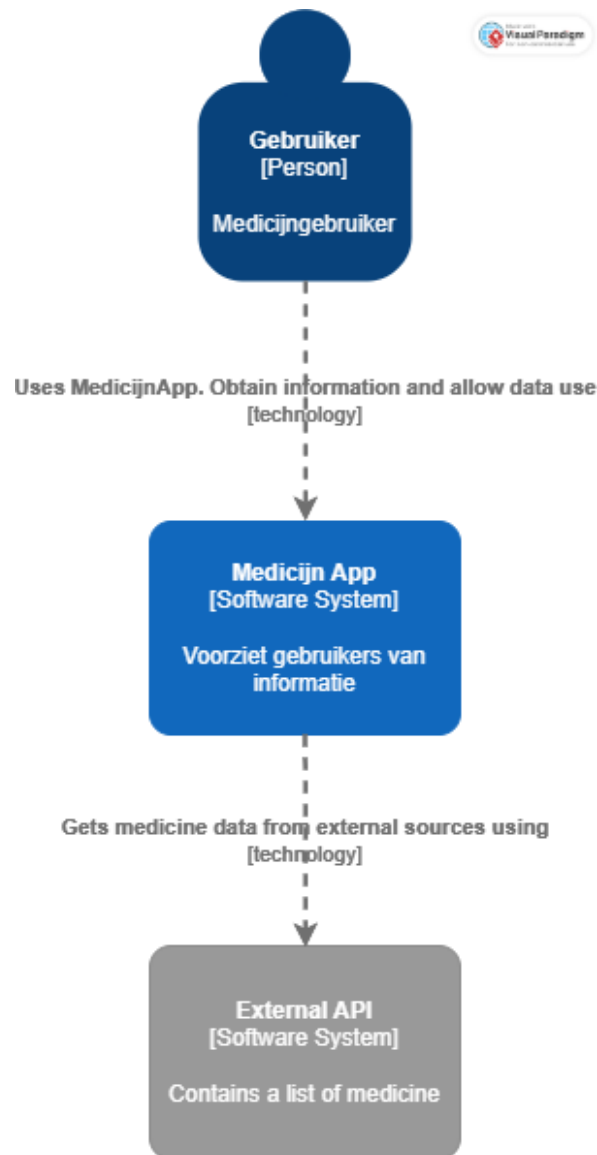 Visual Paradigm
Gebruiker
[Person]
Medicijngebruiker
Uses MedicijnApp. Obtain information and allow data use
[technology]
Medicijn App
[Software System]
Voorziet gebruikers van
informatie
Gets medicine data from external sources using
[technology]
External API
[Software System]
Contains a list of medicine